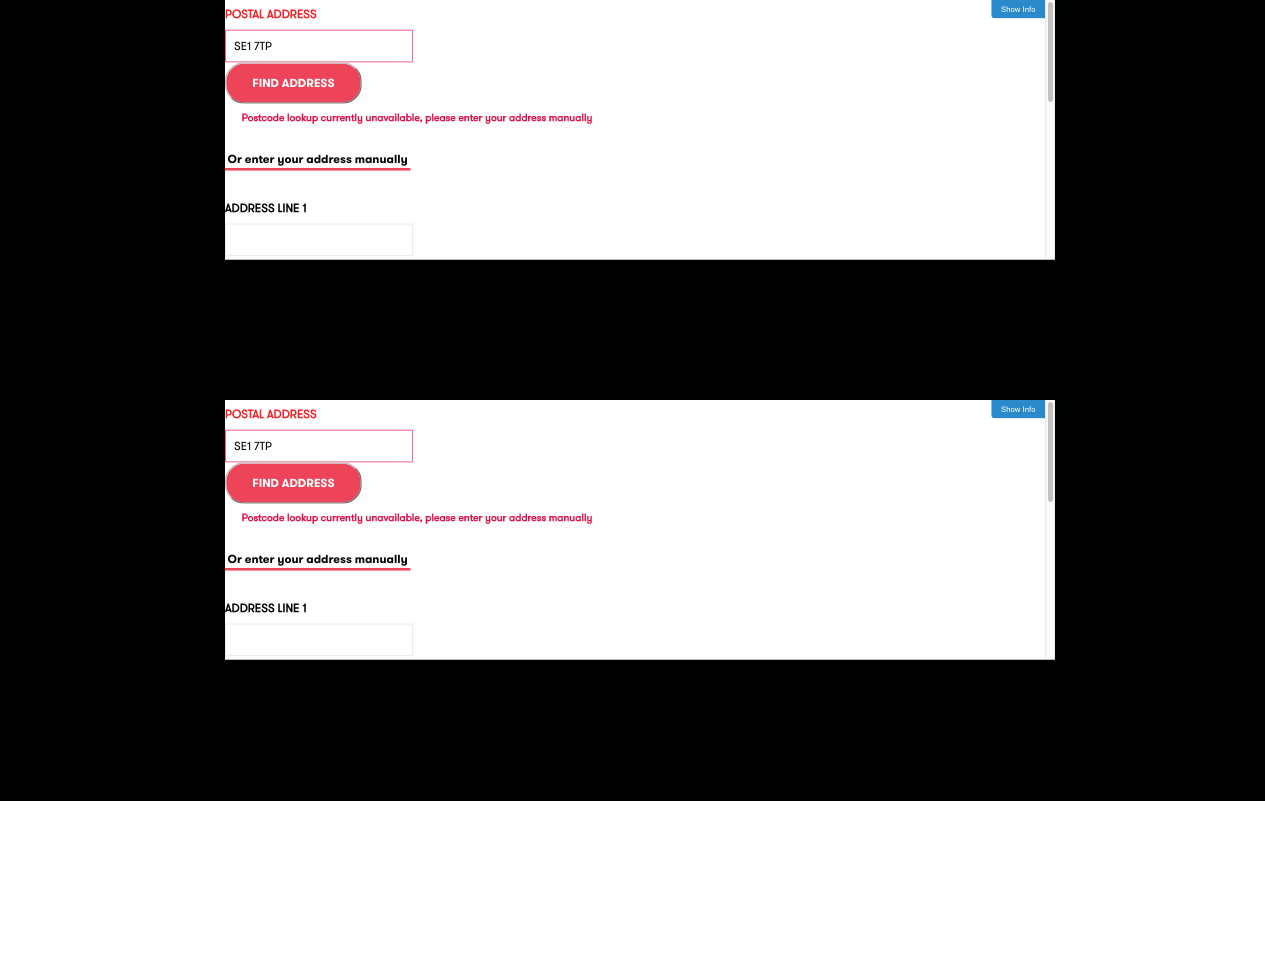 POSTAL ADDRESS
Show Info
SE1 7TP
FIND ADDRESS
Postcode lookup currently unavailable, please enter your address manually
Or enter your address manually
ADDRESS LINE 1
POSTAL ADDRESS
Show Info
SE1 7TP
FIND ADDRESS
Postcode lookup currently unavailable, please enter your address manually
Or enter your address manually
ADDRESS LINE 1